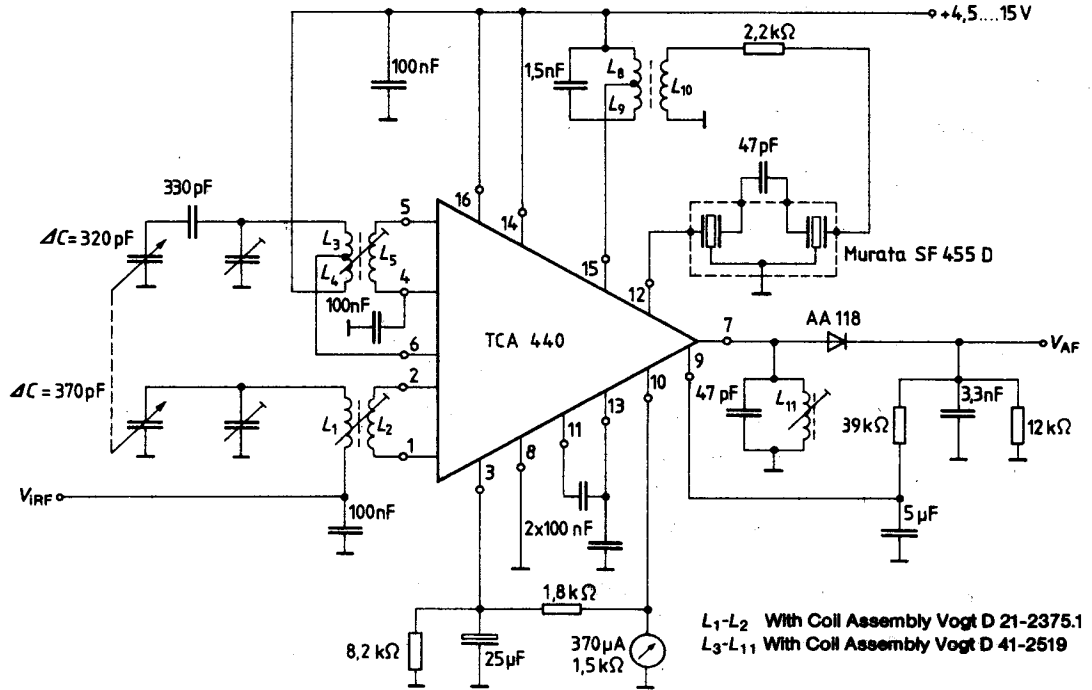 +4,5....15 V
2,2kΩ
100nF
1,5nF
L8
L9
L10
47pF
330pF
16
5
14
ΔC=320pF
L3
L4
L5
15
Murata SF 455 D
4
12
100nF
6
TCA 440
7
AA 118
VAF
9
ΔC=370pF
2
10
47pF
L11
3,3nF
L1
L2
13
39kΩ
12kΩ
1
11
3
8
ViRF
100nF
2x100 nF
5µF
1,8kΩ
8,2kΩ
25µF
370µA
1,5kΩ
L1-L2 With Coil Assembly Vogt D 21-2375.1
L3-L11 With Coil Assembly Vogt D 41-2519